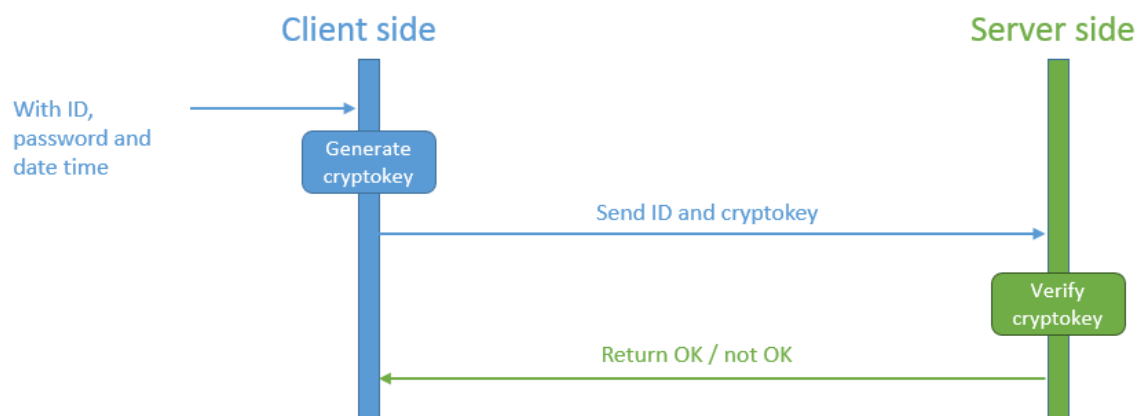 Client side
Server side
With ID,
password and
date time
Generate
cryptokey
Send ID and cryptokey
Verify
cryptokey
Return OK / not OK